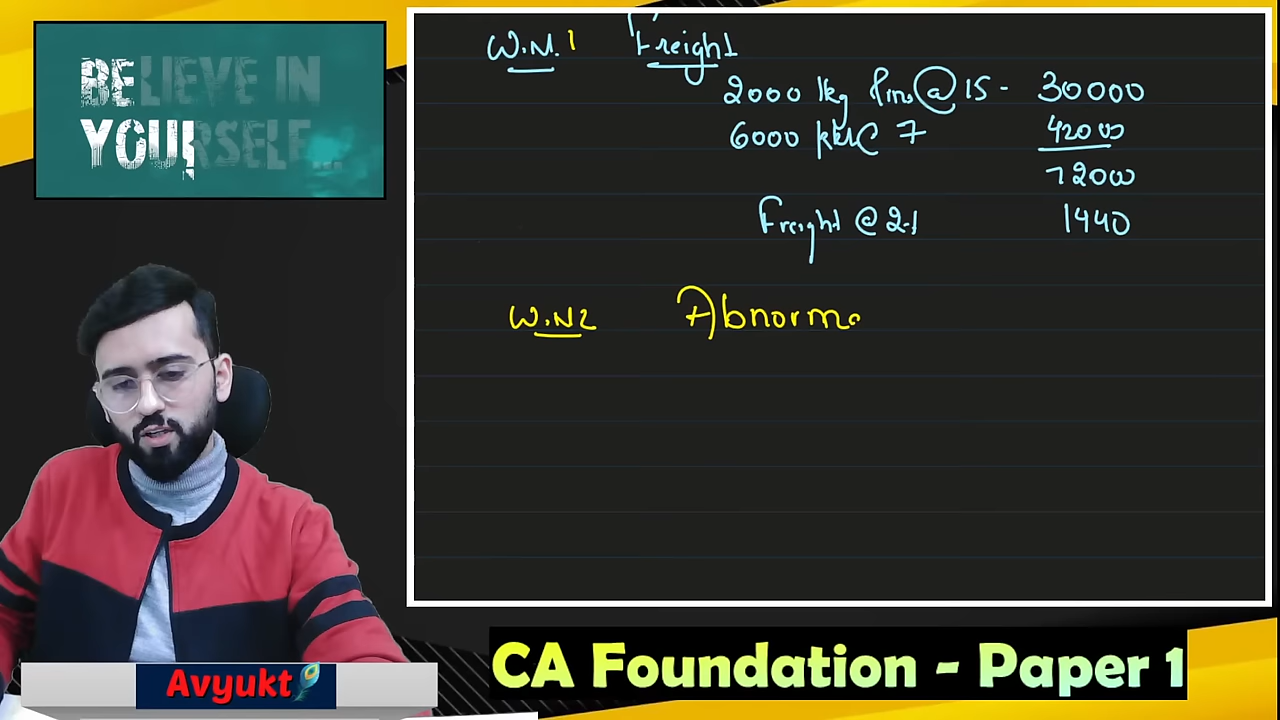 BELIEVE IN
YOURSELF...
W.N. 1 Freight
2000 kg @ 15 - 30000
6000 7 42000
72000
Freight @ 2% 1440
W.N 2 Abnorma
Avyukt
CA Foundation - Paper 1